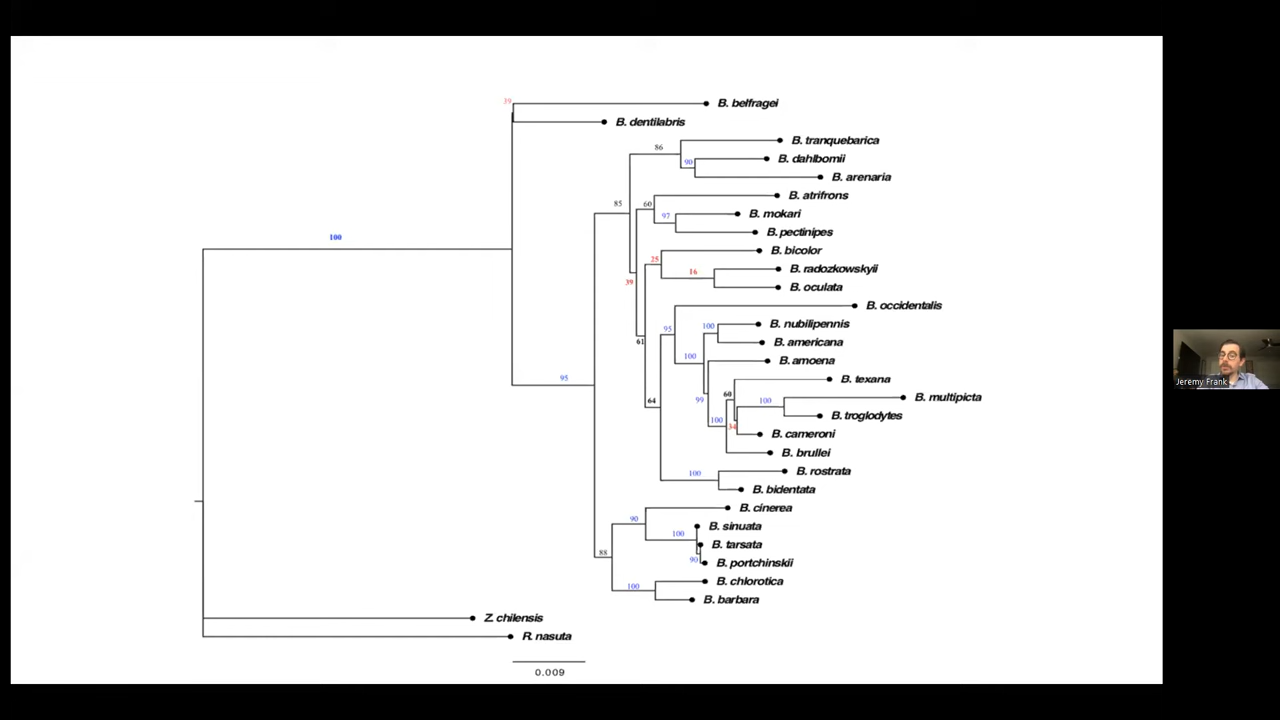 39
B. belfragei
B. dentilabris
B. tranquebarica
86
B. dahlbomii
90
B. arenaria
B. atrifrons
85
60
B. mokari
97
B. pectinipes
100
B. bicolor
25
B. radozkowskyii
16
39
B. oculata
B. occidentalis
B. nubilipennis
100
95
61
B. americana
100
B. amoena
95
B. texana
60
B. multipicta
99
64
100
B. troglodytes
100
34
B. cameroni
B. brullei
B. rostrata
100
B. bidentata
B. cinerea
90
B. sinuata
100
B. tarsata
88
90
B. portchinskii
B. chlorotica
100
B. barbara
Z. chilensis
R. nasuta
0.009
Jeremy Frank